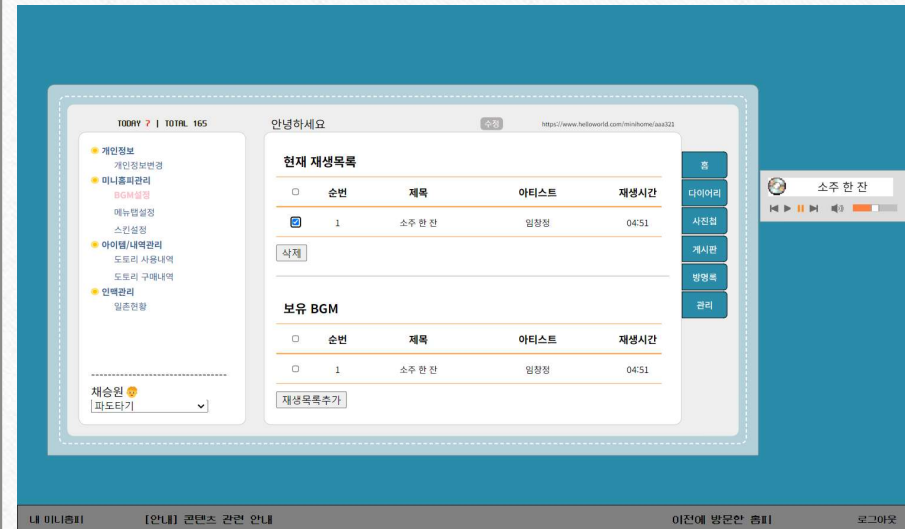 TODAY 7 | TOTAL 165
안녕하세요
수정
https://www.helloworld.com/minihome/aaa321
개인정보
개인정보변경
미니홈피관리
BGM설정
메뉴탭설정
스킨설정
아이템/내역관리
도토리 사용내역
도토리 구매내역
인맥관리
일촌현황
채승원
파도타기
현재 재생목록
순번 제목 아티스트 재생시간
1 소주 한 잔 임창정 04:51
삭제
보유 BGM
순번 제목 아티스트 재생시간
1 소주 한 잔 임창정 04:51
재생목록추가
홈
다이어리
사진첩
게시판
방명록
관리
소주 한 잔
내 미니홈피 [안내] 콘텐츠 관련 안내 이전에 방문한 홈피 로그아웃